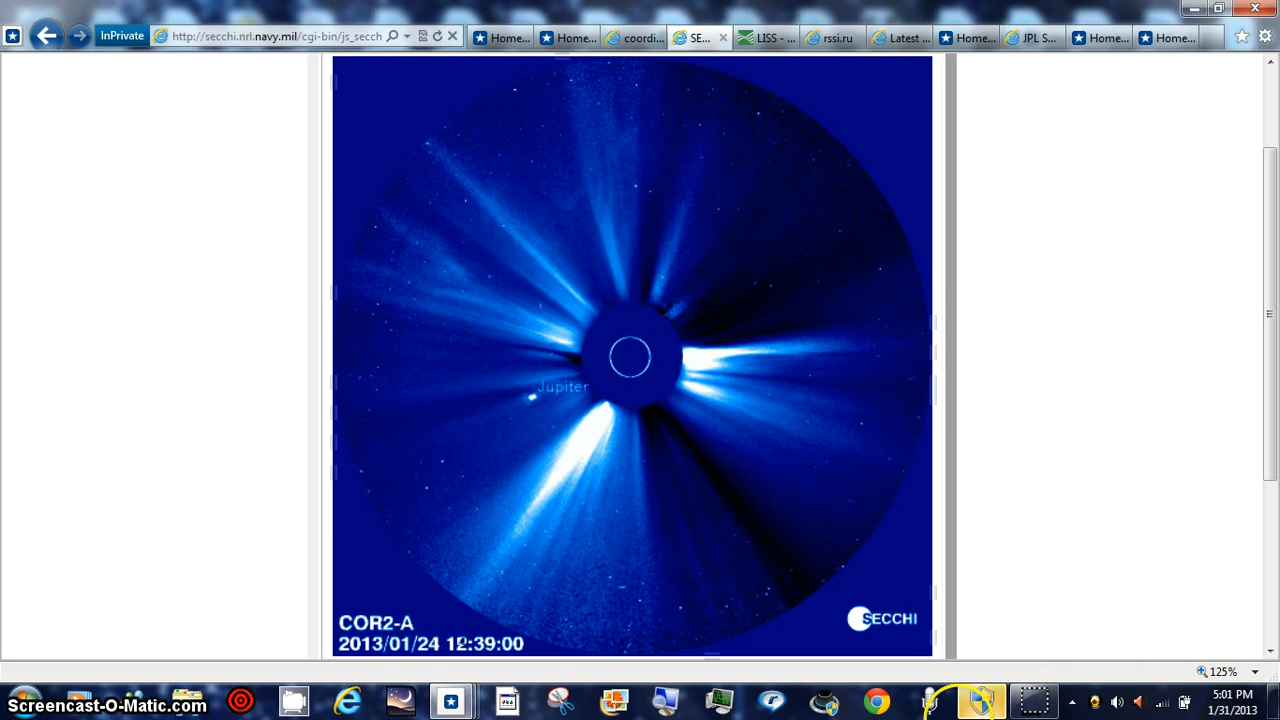 InPrivate
http://secchi.nrl.navy.mil/cgi-bin/js_secch
Home...
Home...
coordi...
SE...
LISS - ...
rssi.ru
Latest ...
Home...
JPL S...
Home...
Home...
Jupiter
COR2-A
2013/01/24 12:39:00
SECCHI
125%
Screencast-O-Matic.com
5:01 PM
1/31/2013